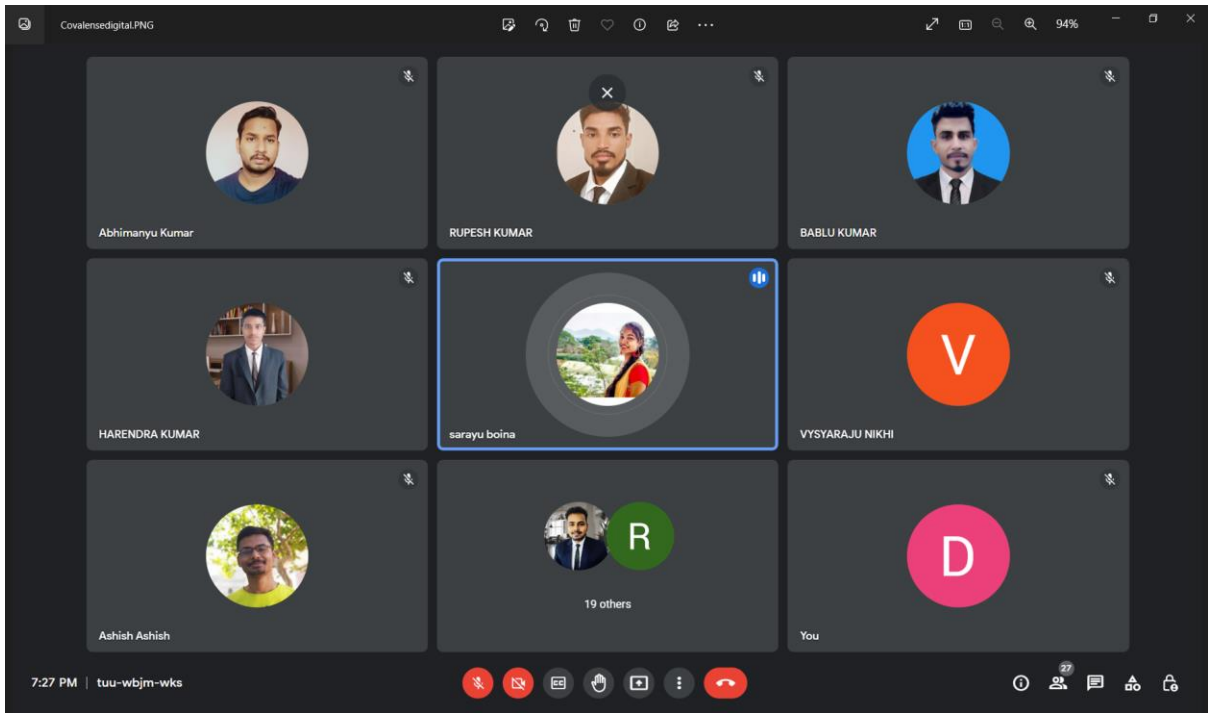 Covalensedigital.PNG
94%
Abhimanyu Kumar
RUPESH KUMAR
BABLU KUMAR
HARENDRA KUMAR
sarayu boina
V
VYSYARAJU NIKHI
Ashish Ashish
R
19 others
D
You
7:27 PM | tuu-wbjm-wks
CC
27